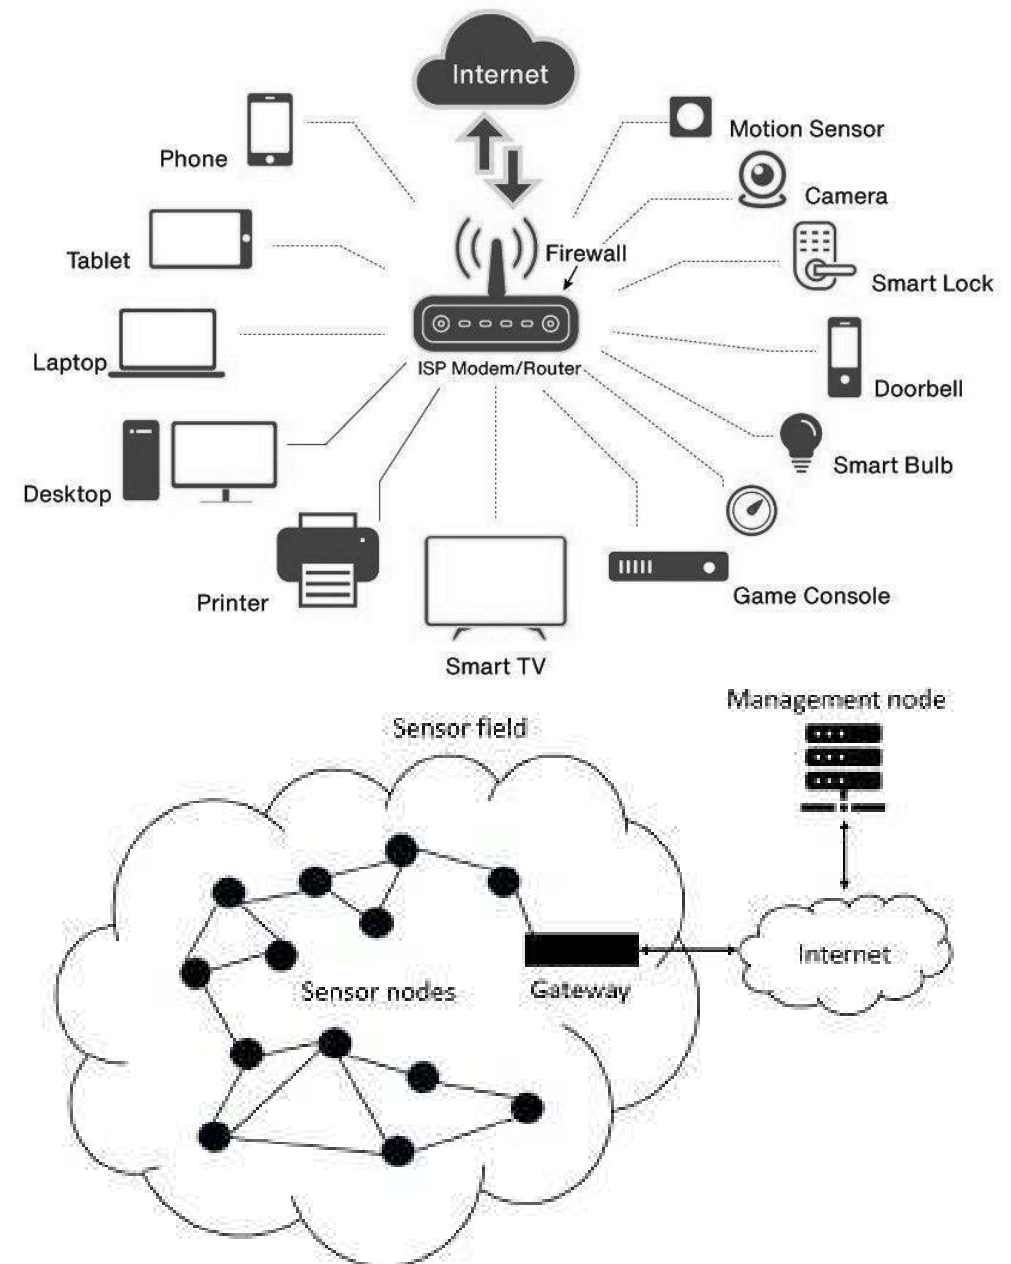 Internet
Phone
Motion Sensor
Camera
Tablet
Firewall
Smart Lock
Laptop
ISP Modem/Router
Doorbell
Desktop
Smart Bulb
Printer
Game Console
Smart TV
Management node
Sensor field
Internet
Sensor nodes
Gateway